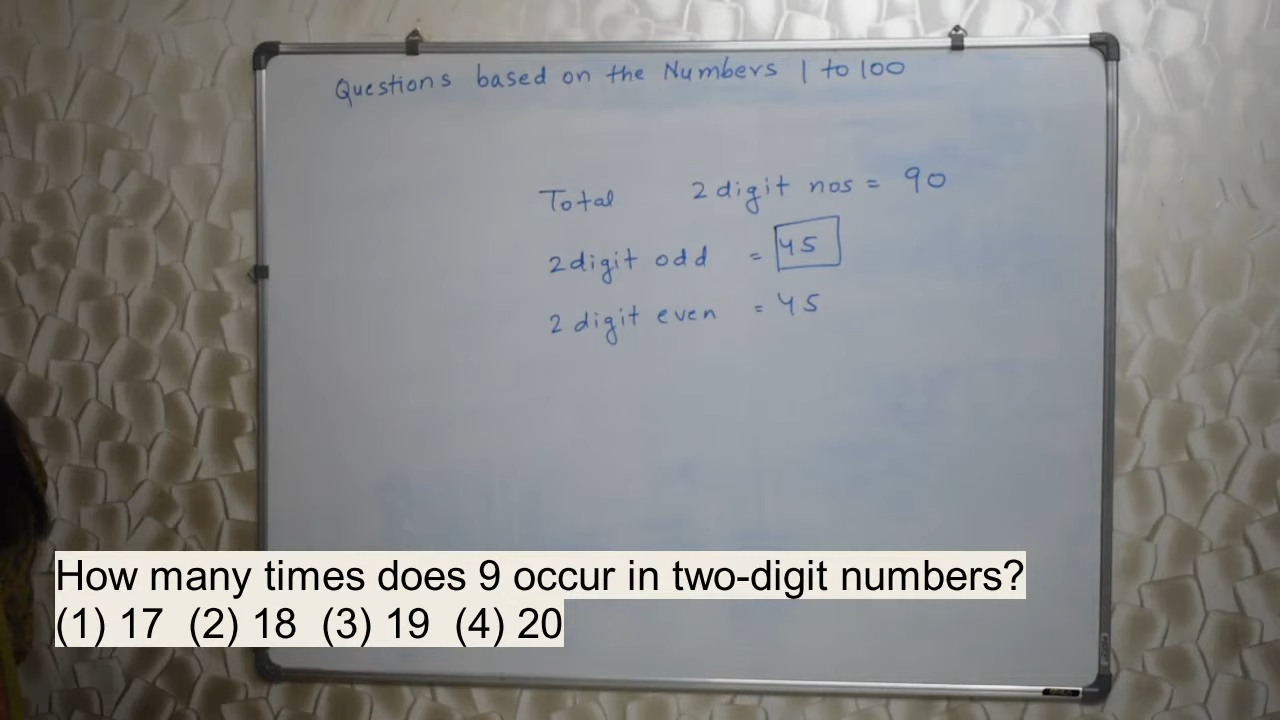 Questions based on the Numbers 1 to 100
Total 2 digit nos = 90
2 digit odd = 45
2 digit even = 45
How many times does 9 occur in two-digit numbers?
(1) 17 (2) 18 (3) 19 (4) 20